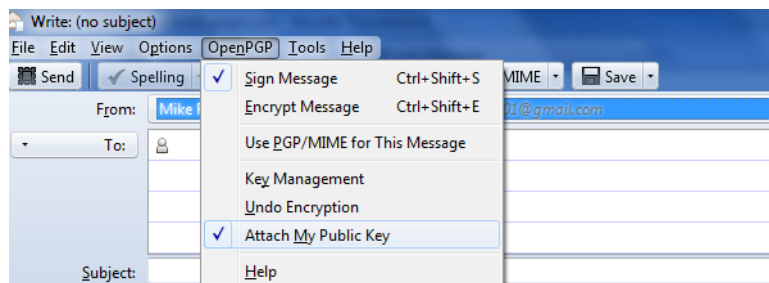 Write: (no subject)
File Edit View Options OpenPGP Tools Help
Send Spelling MIME Save
Sign Message Ctrl+Shift+S
Encrypt Message Ctrl+Shift+E
From: Mike 01@gmail.com
To: Use PGP/MIME for This Message
Key Management
Undo Encryption
Attach My Public Key
Subject: Help